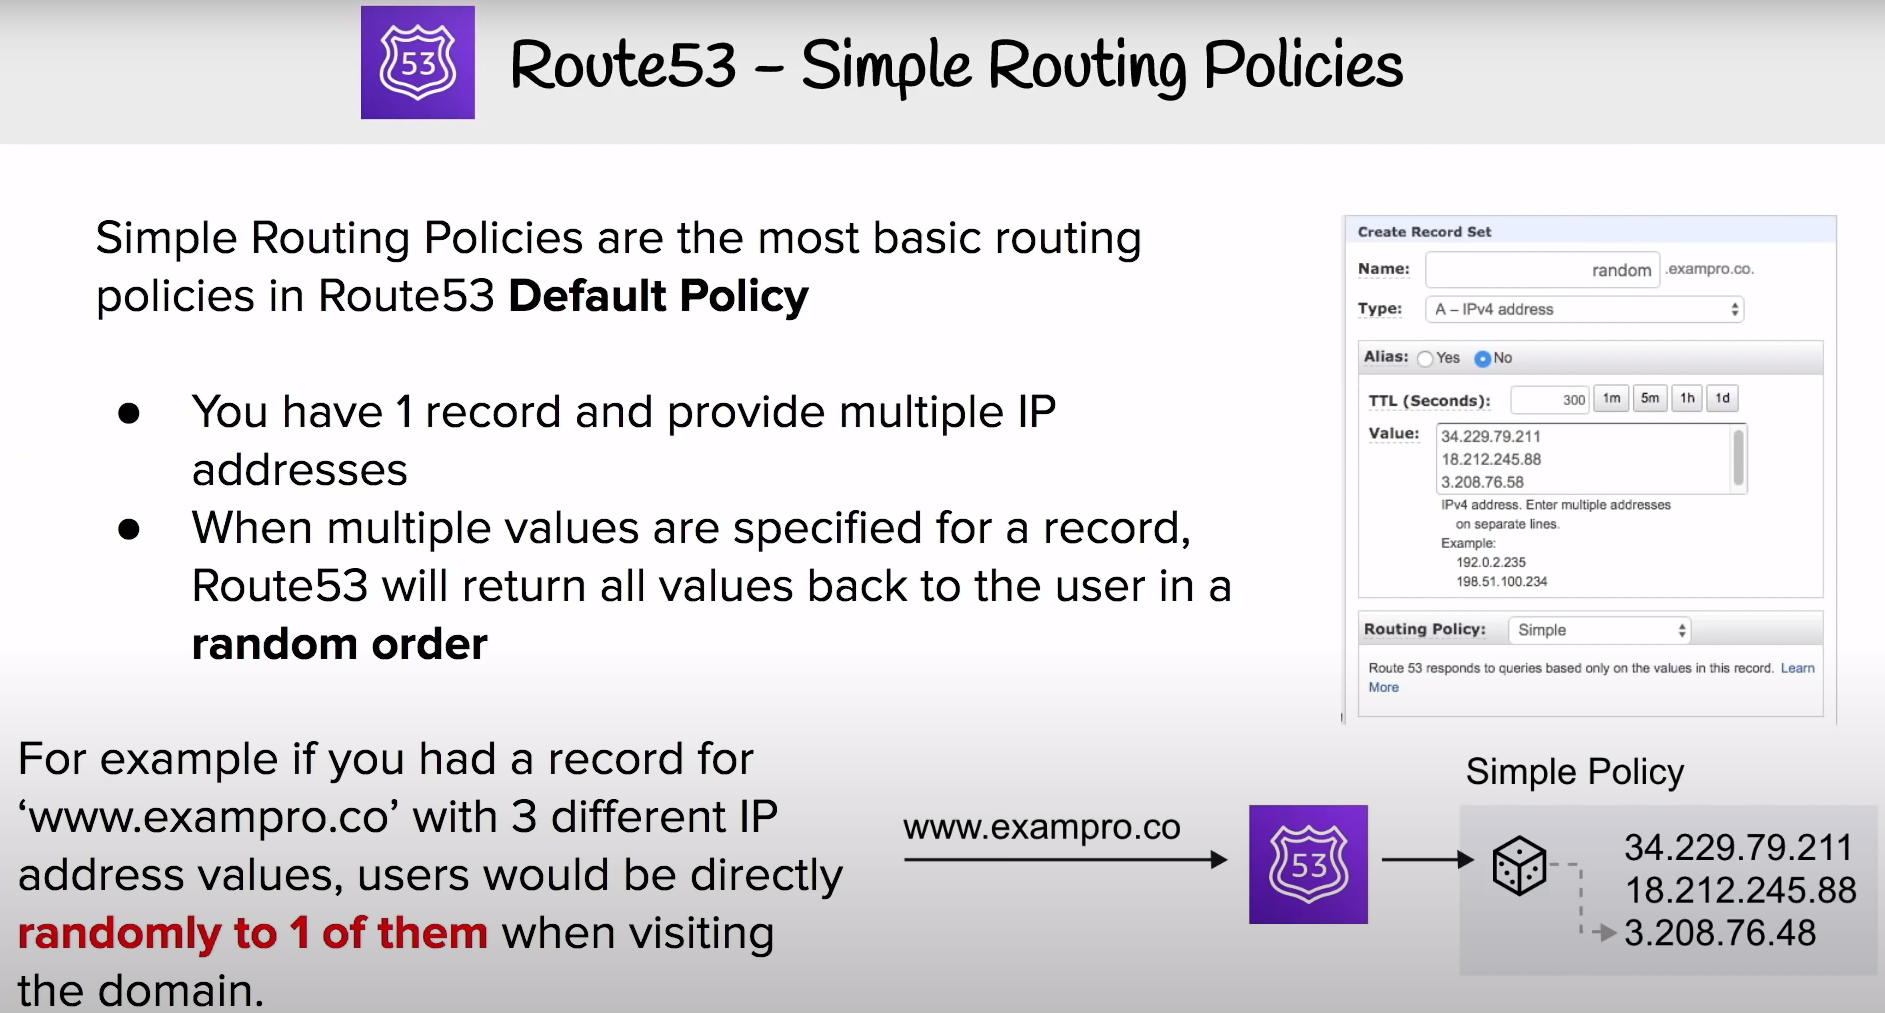 53
Route53 – Simple Routing Policies
Simple Routing Policies are the most basic routing
policies in Route53 Default Policy
● You have 1 record and provide multiple IP
addresses
● When multiple values are specified for a record,
Route53 will return all values back to the user in a
random order
For example if you had a record for
‘www.exampro.co’ with 3 different IP
address values, users would be directly
randomly to 1 of them when visiting
the domain.
Create Record Set
Name: random .exampro.co.
Type: A – IPv4 address
Alias: Yes No
TTL (Seconds): 300 1m 5m 1h 1d
Value: 34.229.79.211
18.212.245.88
3.208.76.58
IPv4 address. Enter multiple addresses
on separate lines.
Example:
192.0.2.235
198.51.100.234
Routing Policy: Simple
Route 53 responds to queries based only on the values in this record. Learn
More
www.exampro.co
53
Simple Policy
34.229.79.211
18.212.245.88
3.208.76.48